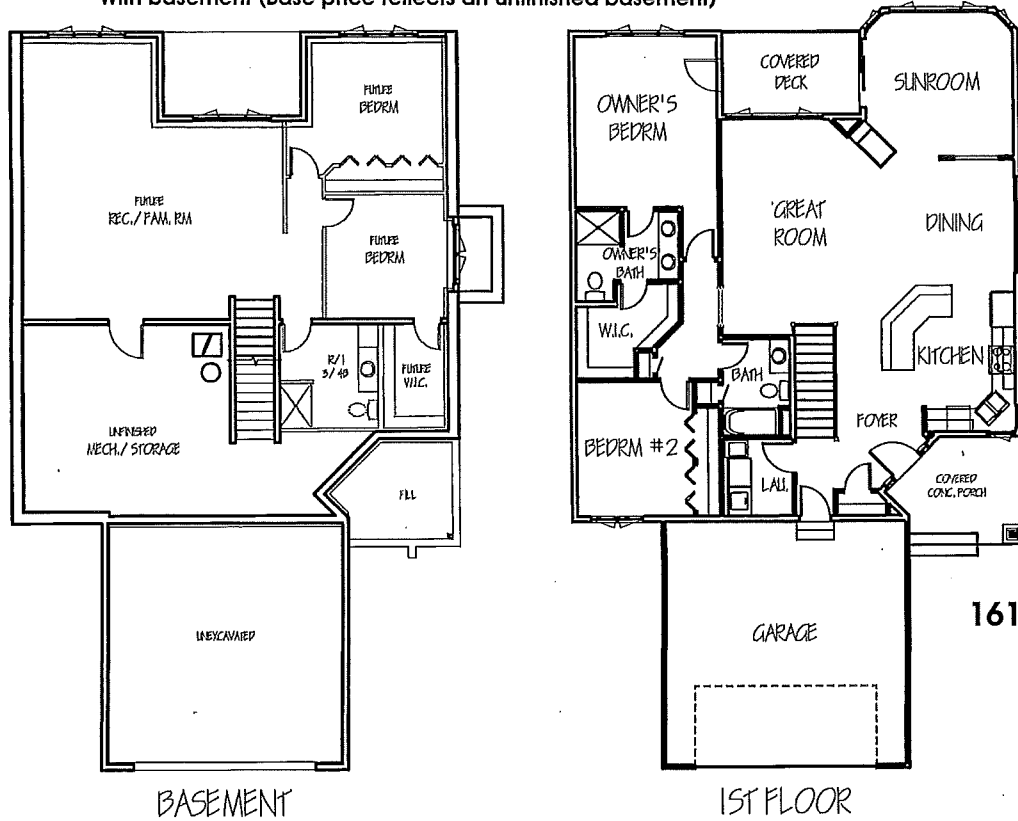 with basement (Base price reflects an unfinished basement)
FUTURE
BEDRM
FUTURE
REC./ FAM. RM
FUTURE
BEDRM
R/I
3/4B
FUTURE
W.I.C.
UNFINISHED
MECH./ STORAGE
FILL
UNEXCAVATED
BASEMENT
COVERED
DECK
SUNROOM
OWNER'S
BEDRM
GREAT
ROOM
DINING
OWNER'S
BATH
W.I.C.
KITCHEN
BATH
FOYER
BEDRM #2
LAU.
COVERED
CONC. PORCH
161
GARAGE
1ST FLOOR